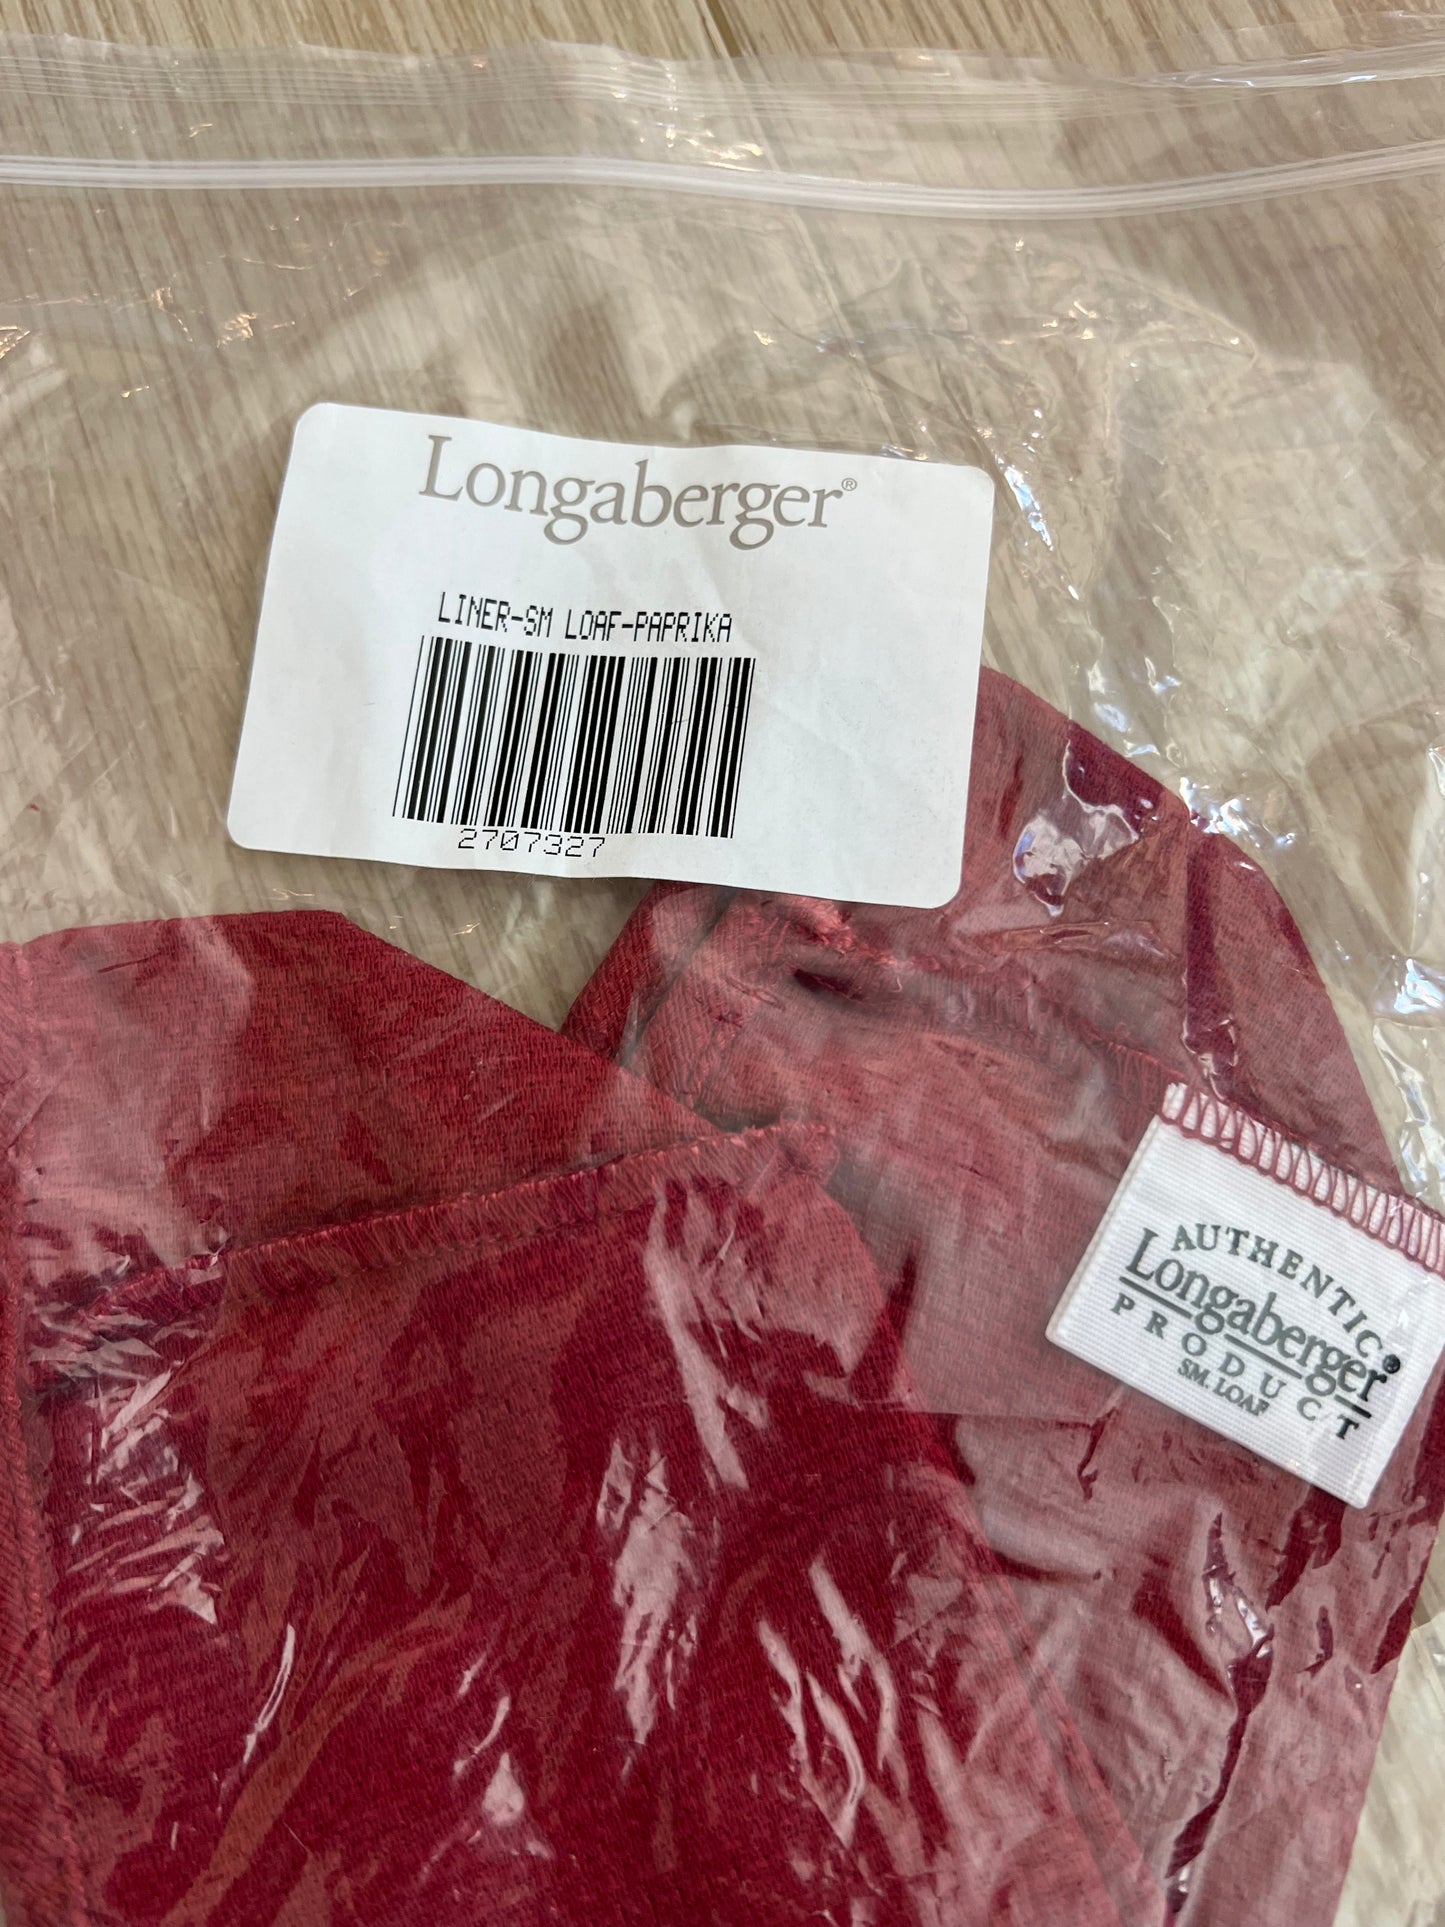 Longaberger®
LINER-SM LOAF-PAPRIKA
2707327
AUTHENTIC
Longaberger®
PRODUCT
SM. LOAF